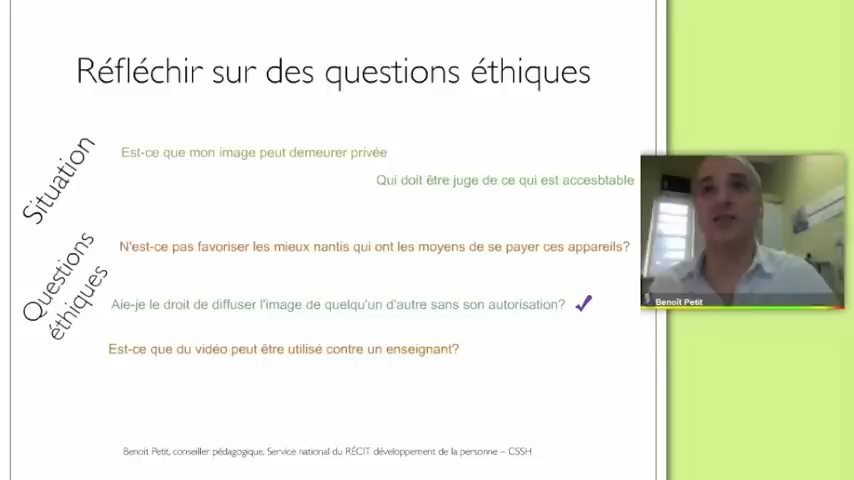 Réfléchir sur des questions éthiques
Situation
Est-ce que mon image peut demeurer privée
Qui doit être juge de ce qui est accesbtable
Questions
éthiques
N'est-ce pas favoriser les mieux nantis qui ont les moyens de se payer ces appareils?
Aie-je le droit de diffuser l'image de quelqu'un d'autre sans son autorisation?
Est-ce que du vidéo peut être utilisé contre un enseignant?
Benoit Petit, conseiller pédagogique, Service national du RÉCIT développement de la personne – CSSH
Benoît Petit